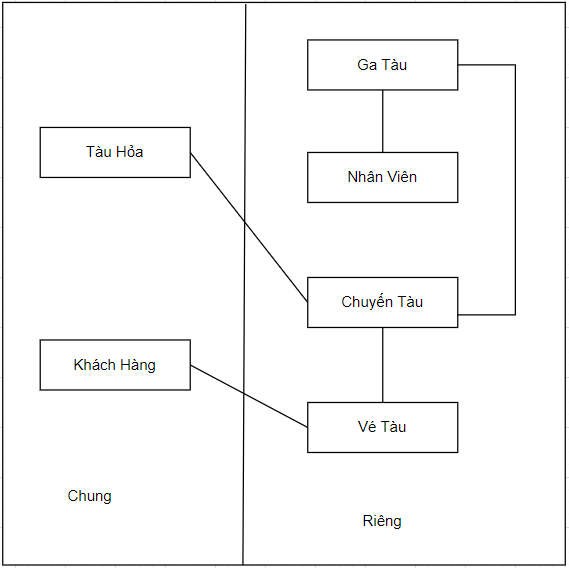 Ga Tàu
Tàu Hỏa
Nhân Viên
Chuyến Tàu
Khách Hàng
Vé Tàu
Chung
Riêng